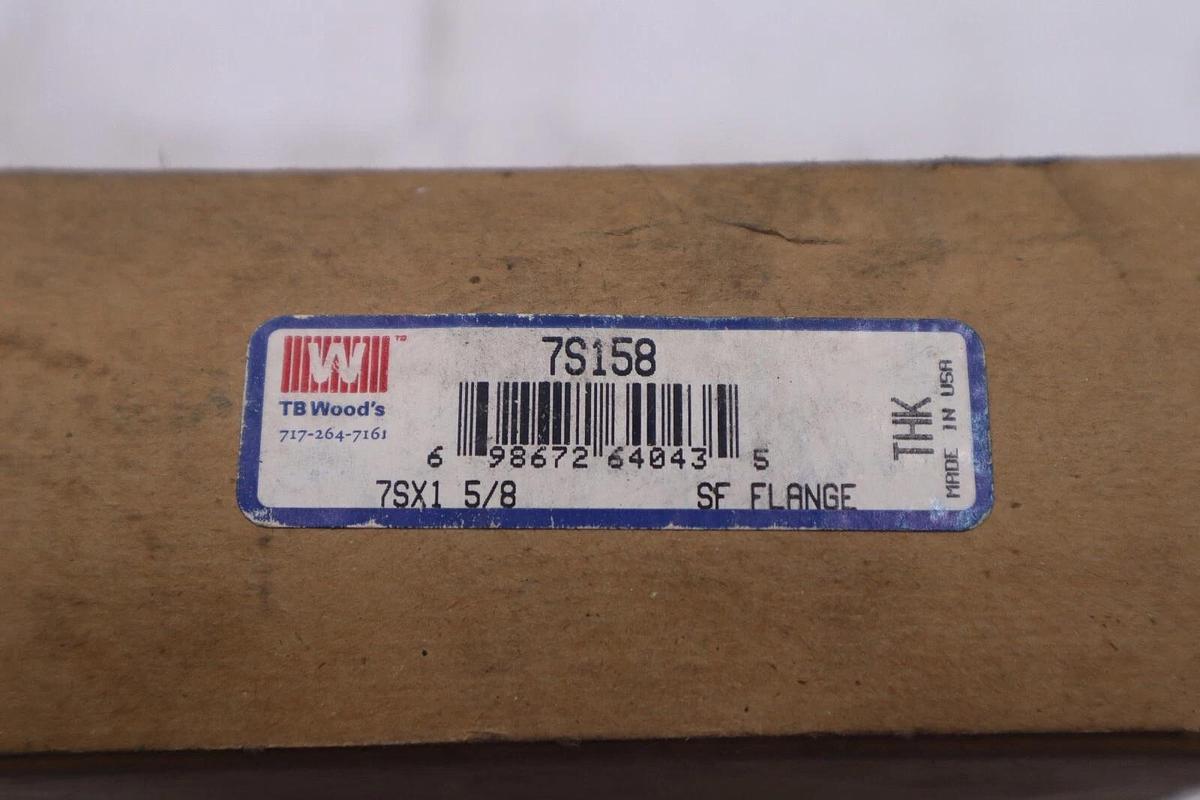 7S158
W TB
TB Wood's
717-264-7161
6 98672 64043 5
7SX1 5/8 SF FLANGE
THK
MADE IN USA